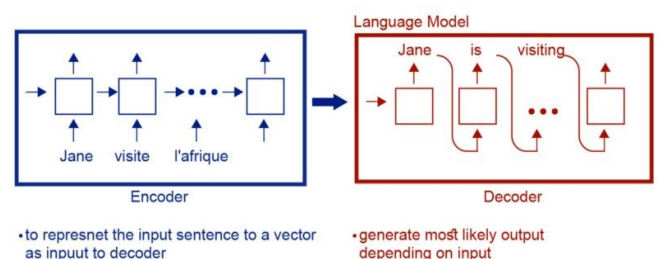 Language Model
Jane is visiting
Jane visite l'afrique
Encoder
Decoder
•to represnet the input sentence to a vector
as inpuut to decoder
•generate most likely output
depending on input